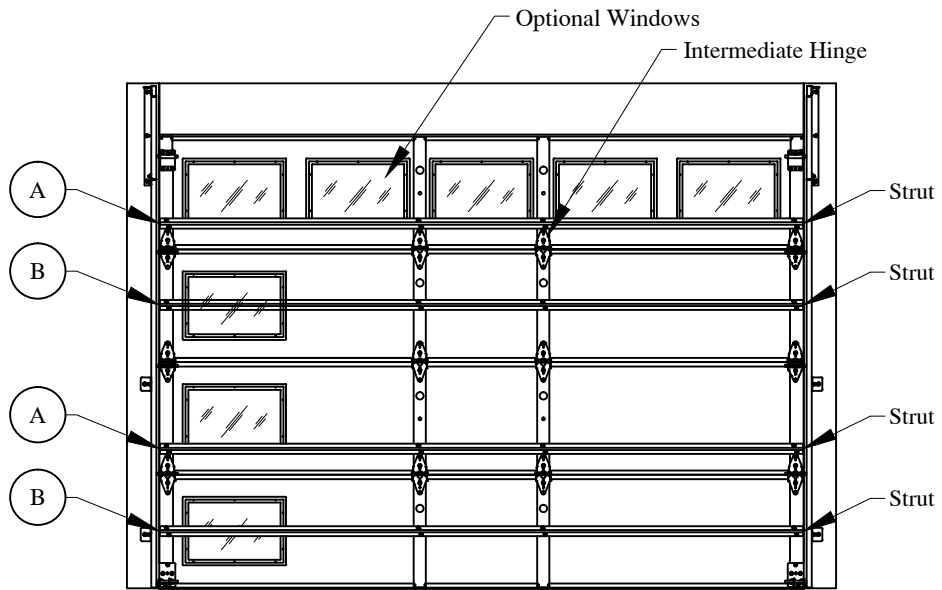 Optional Windows
Intermediate Hinge
A
Strut
B
Strut
A
Strut
B
Strut